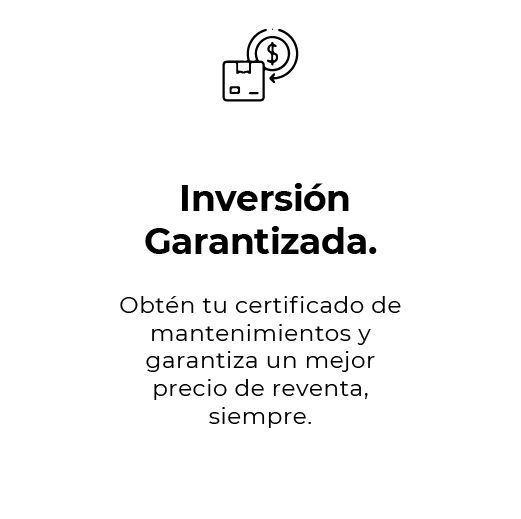 Inversión
Garantizada.
Obtén tu certificado de
mantenimientos y
garantiza un mejor
precio de reventa,
siempre.